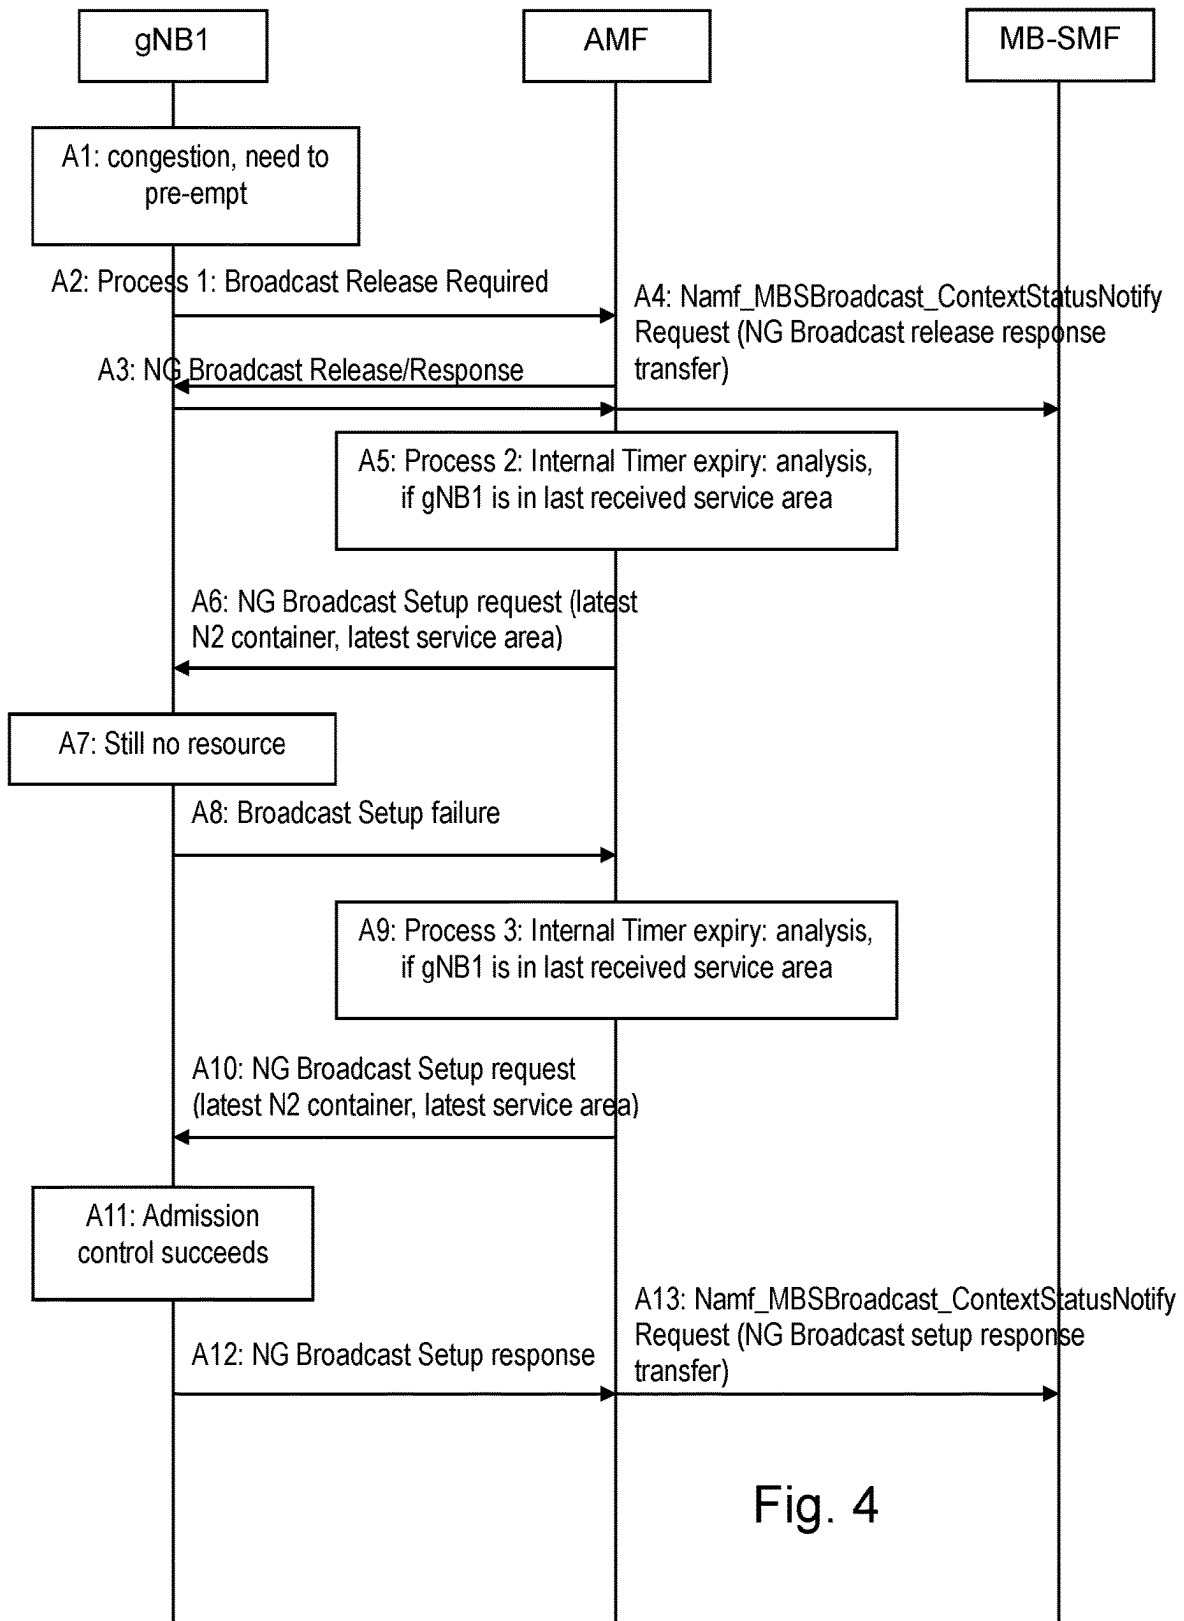 gNB1
AMF
MB-SMF
A1: congestion, need to
pre-empt
A2: Process 1: Broadcast Release Required
A4: Namf_MBSBroadcast_ContextStatusNotify
Request (NG Broadcast release response
transfer)
A3: NG Broadcast Release/Response
A5: Process 2: Internal Timer expiry: analysis,
if gNB1 is in last received service area
A6: NG Broadcast Setup request (latest
N2 container, latest service area)
A7: Still no resource
A8: Broadcast Setup failure
A9: Process 3: Internal Timer expiry: analysis,
if gNB1 is in last received service area
A10: NG Broadcast Setup request
(latest N2 container, latest service area)
A11: Admission
control succeeds
A13: Namf_MBSBroadcast_ContextStatusNotify
Request (NG Broadcast setup response
transfer)
A12: NG Broadcast Setup response
Fig. 4